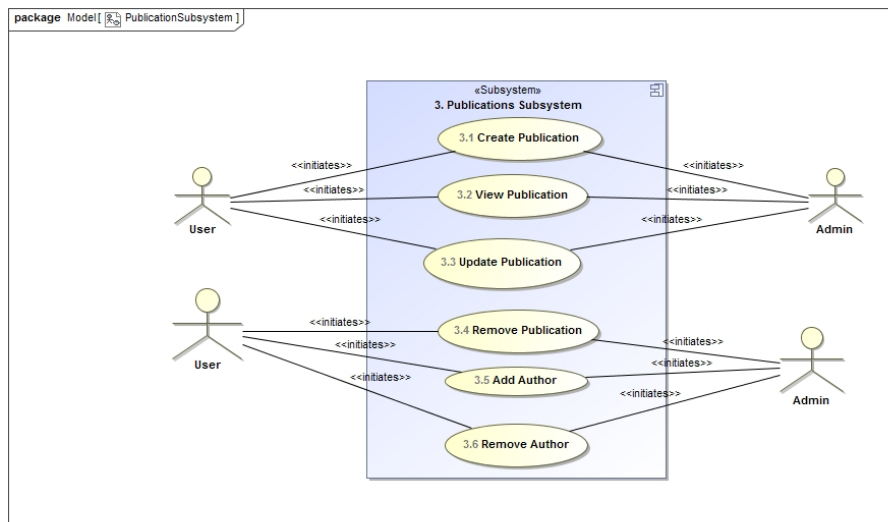 package Model[ PublicationSubsystem ]
«Subsystem»
3. Publications Subsystem
3.1 Create Publication
<<initiates>>
<<initiates>>
3.2 View Publication
<<initiates>>
<<initiates>>
<<initiates>>
<<initiates>>
User
Admin
3.3 Update Publication
3.4 Remove Publication
<<initiates>>
<<initiates>>
<<initiates>>
<<initiates>>
User
3.5 Add Author
<<initiates>>
<<initiates>>
Admin
3.6 Remove Author